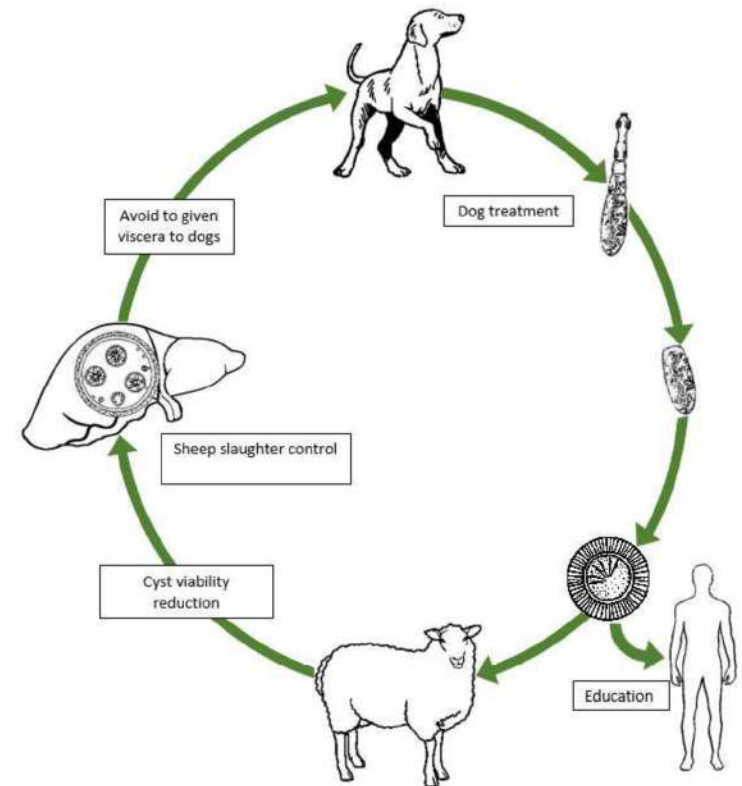 Dog treatment
Avoid to given
viscera to dogs
Sheep slaughter control
Cyst viability
reduction
Education